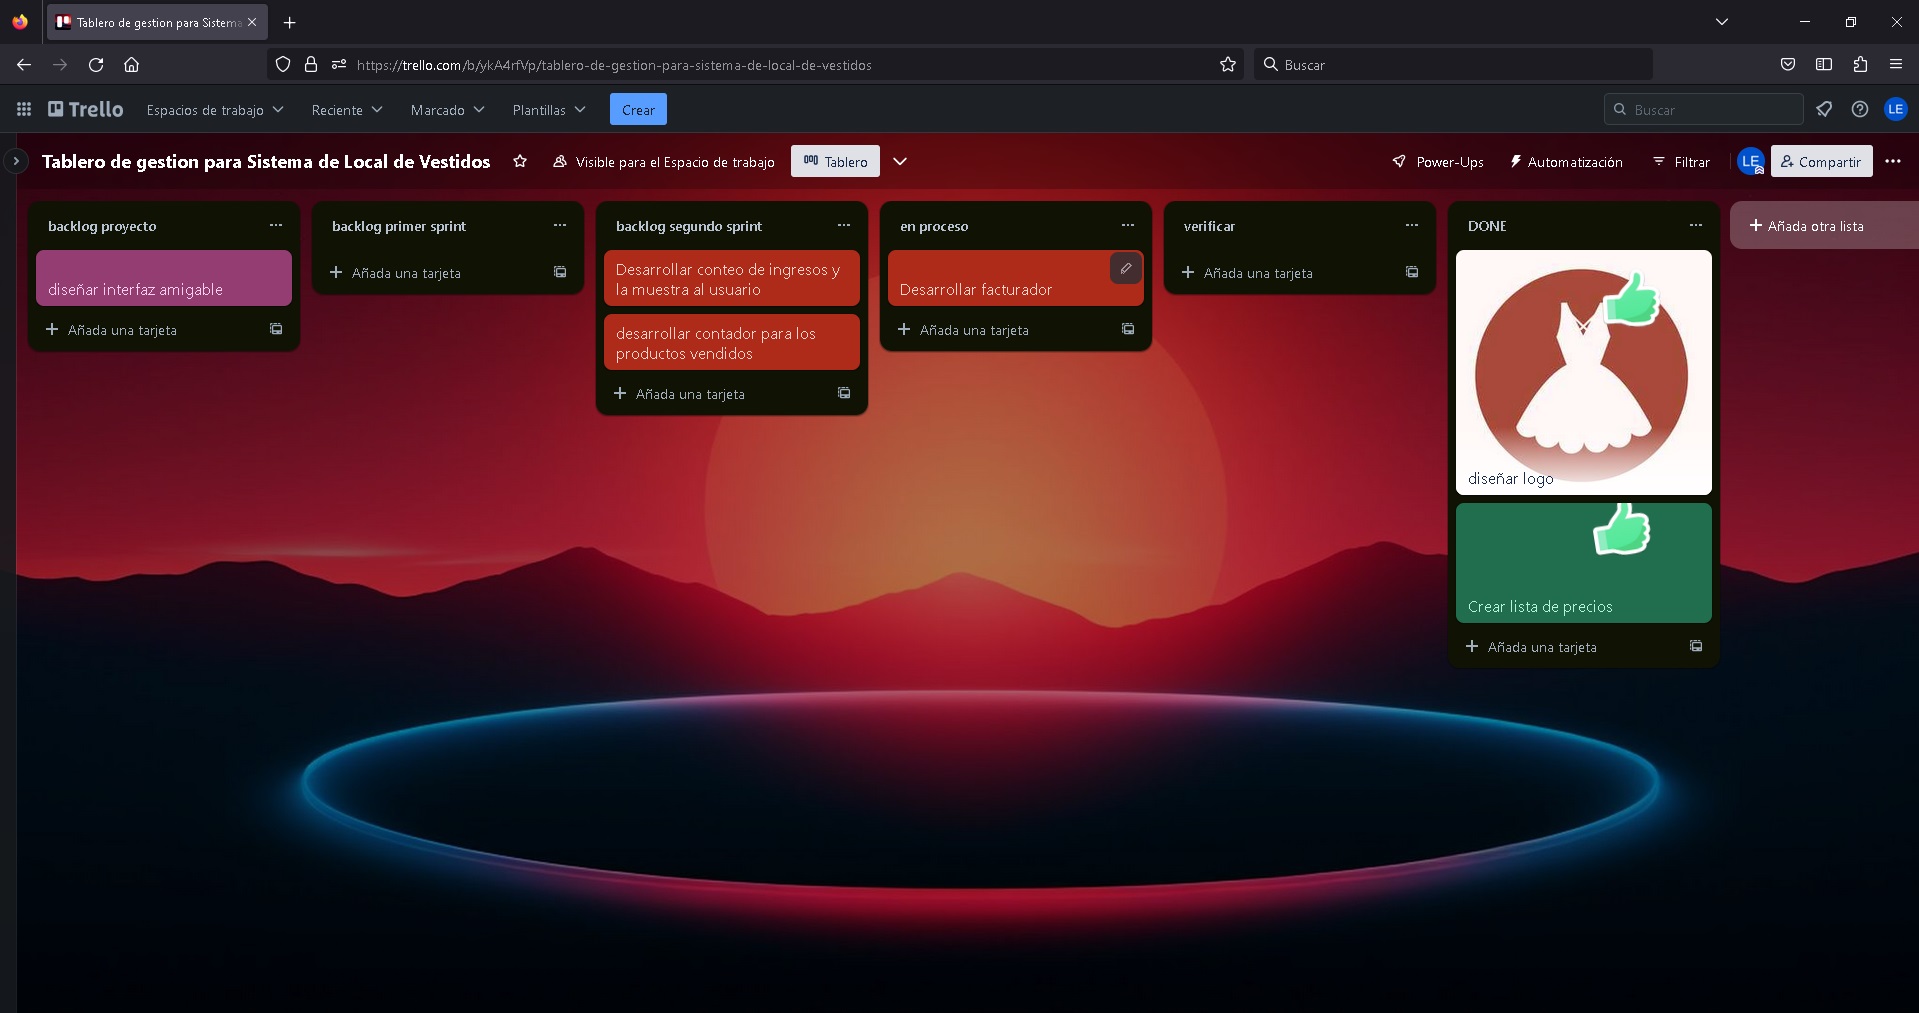 Tablero de gestion para Sistema
https://trello.com/b/ykA4rfVp/tablero-de-gestion-para-sistema-de-local-de-vestidos
Buscar
Trello
Espacios de trabajo
Reciente
Marcado
Plantillas
Crear
Buscar
LE
Tablero de gestion para Sistema de Local de Vestidos
Visible para el Espacio de trabajo
Tablero
Power-Ups
Automatización
Filtrar
LE
Compartir
backlog proyecto
diseñar interfaz amigable
Añada una tarjeta
backlog primer sprint
Añada una tarjeta
backlog segundo sprint
Desarrollar conteo de ingresos y
la muestra al usuario
desarrollar contador para los
productos vendidos
Añada una tarjeta
en proceso
Desarrollar facturador
Añada una tarjeta
verificar
Añada una tarjeta
DONE
diseñar logo
Crear lista de precios
Añada una tarjeta
Añada otra lista